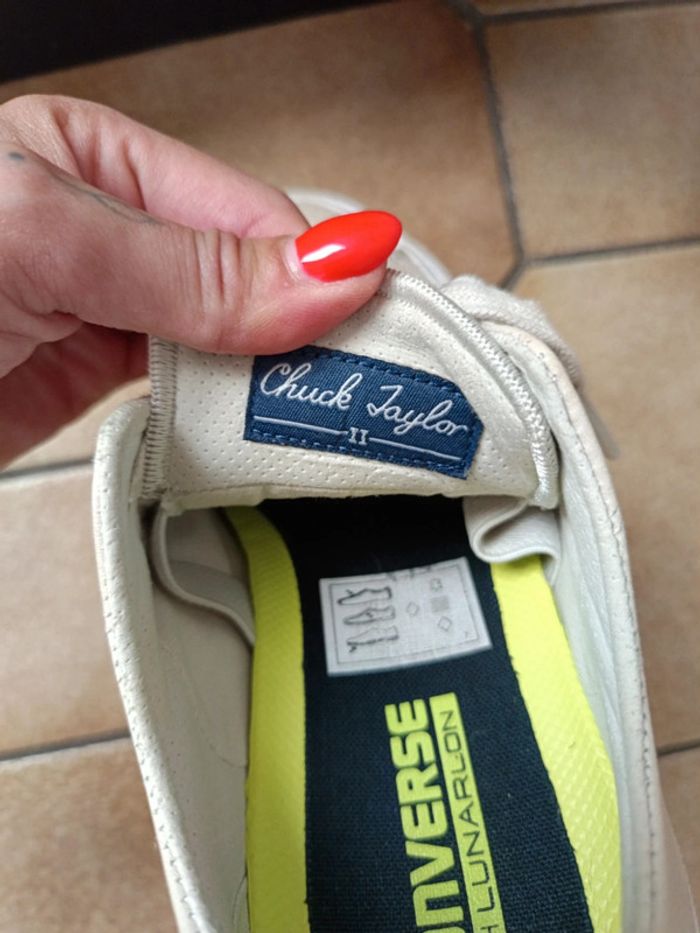 Chuck Taylor
II
CONVERSE
H LUNARLON